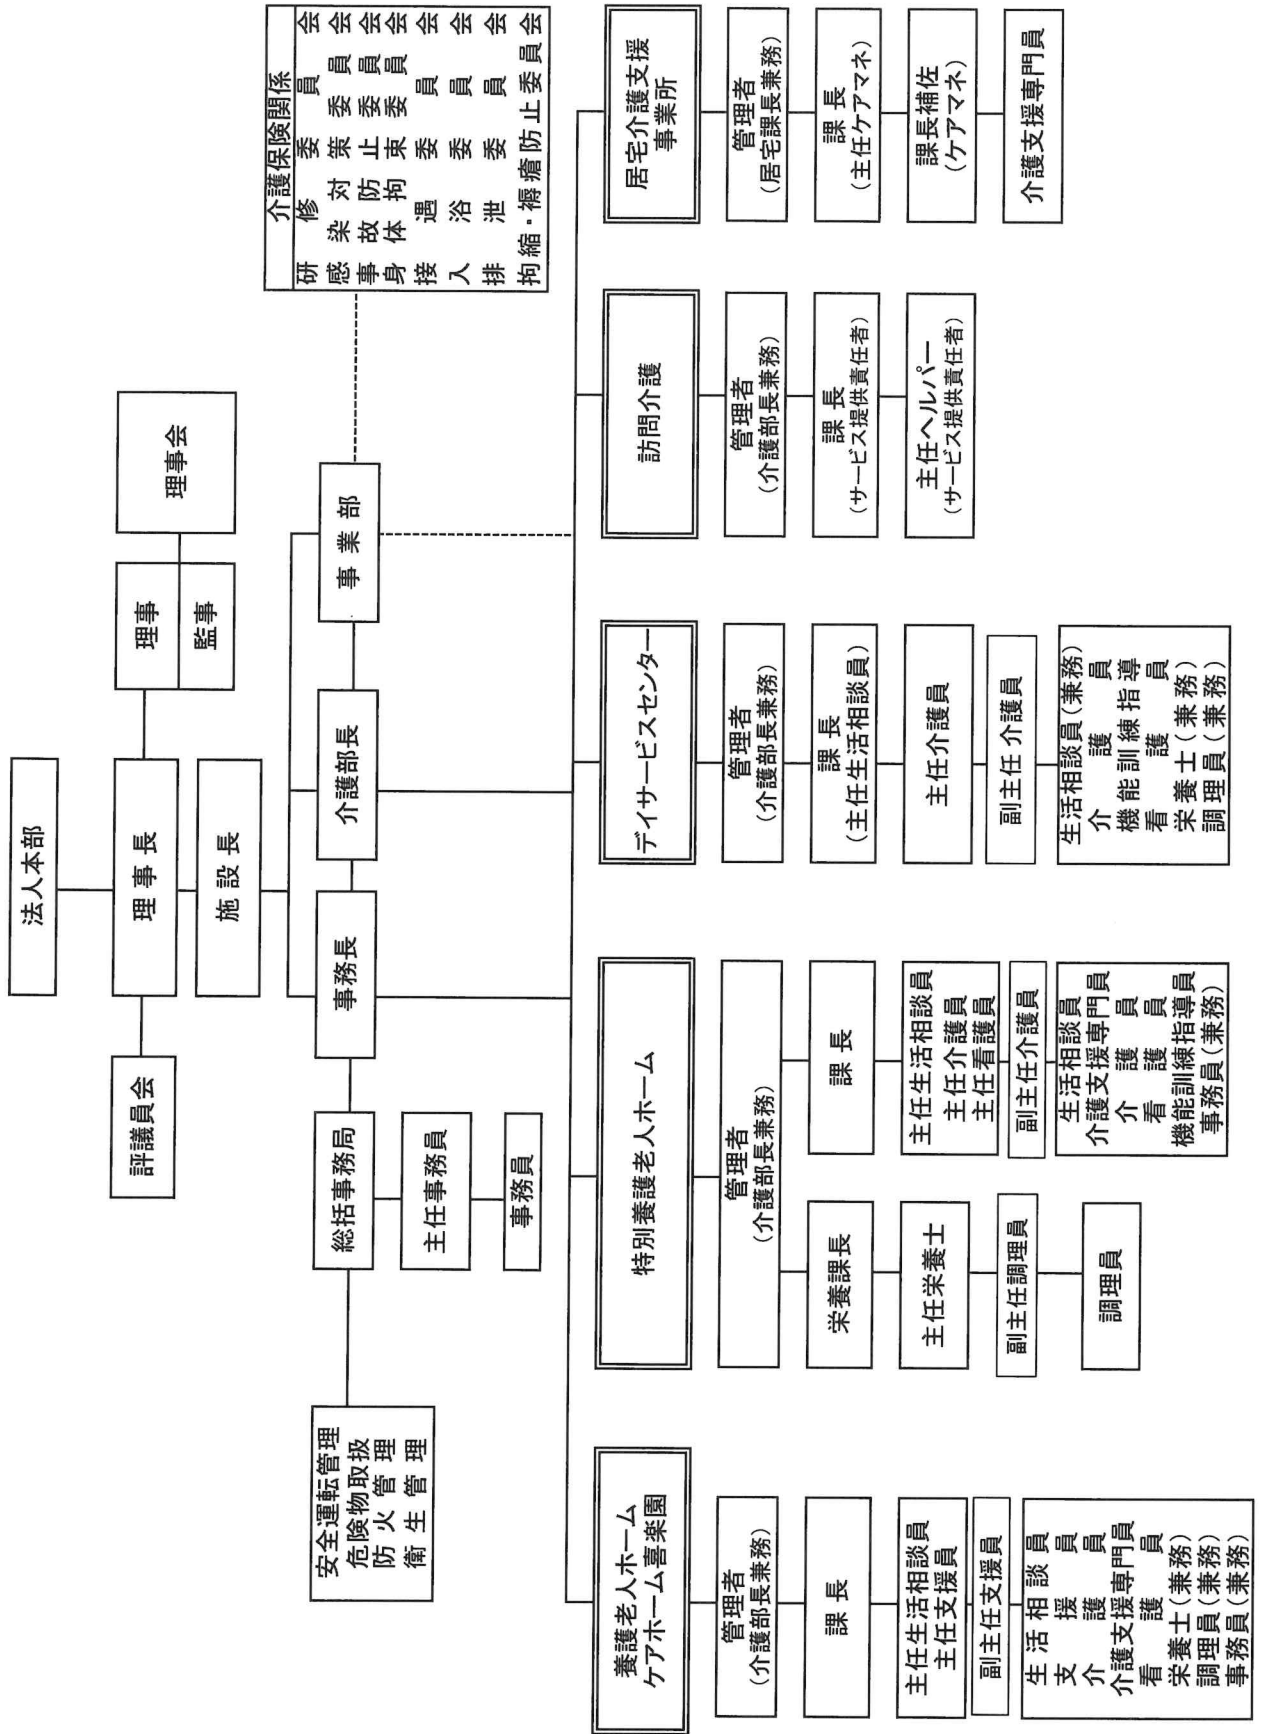 法人本部
評議員会
理事長
理事
監事
理事会
施設長
安全運転管理
危険物取扱
防火管理
衛生管理
総括事務局
主任事務員
事務員
事務長
介護部長
事業部
介護保険関係
研修委員会
感染対策委員会
事故防止委員会
身体拘束委員会
接遇委員会
入浴委員会
排泄委員会
拘縮・褥瘡防止委員会
養護老人ホーム
ケアホーム喜楽園
管理者
(介護部長兼務)
課長
主任生活相談員
主任支援員
副主任支援員
生活相談員
支援員
介護員
介護支援専門員
看護員
栄養士(兼務)
調理員(兼務)
事務員(兼務)
特別養護老人ホーム
管理者
(介護部長兼務)
栄養課長
主任栄養士
副主任調理員
調理員
課長
主任生活相談員
主任介護員
主任看護員
副主任介護員
生活相談員
介護支援専門員
介護員
看護員
機能訓練指導員
事務員(兼務)
デイサービスセンター
管理者
(介護部長兼務)
課長
(主任生活相談員)
主任介護員
副主任介護員
生活相談員(兼務)
介護員
機能訓練指導
看護員
栄養士(兼務)
調理員(兼務)
訪問介護
管理者
(介護部長兼務)
課長
(サービス提供責任者)
主任ヘルパー
(サービス提供責任者)
居宅介護支援
事業所
管理者
(居宅課長兼務)
課長
(主任ケアマネ)
課長補佐
(ケアマネ)
介護支援専門員